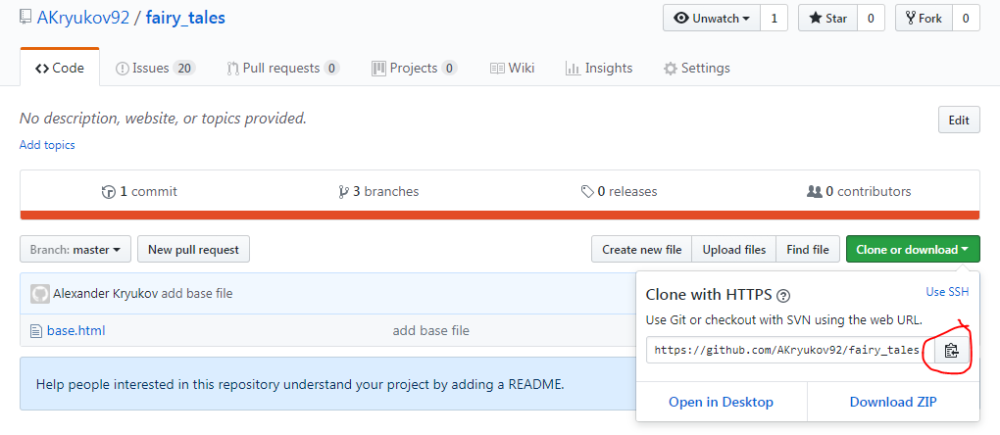 AKryukov92 / fairy_tales
Unwatch 1 Star 0 Fork 0
Code Issues 20 Pull requests 0 Projects 0 Wiki Insights Settings
No description, website, or topics provided. Edit
Add topics
1 commit 3 branches 0 releases 0 contributors
Branch: master New pull request Create new file Upload files Find file Clone or download
Alexander Kryukov add base file
Clone with HTTPS ? Use SSH
Use Git or checkout with SVN using the web URL.
base.html add base file
https://github.com/AKryukov92/fairy_tales
Help people interested in this repository understand your project by adding a README.
Open in Desktop Download ZIP